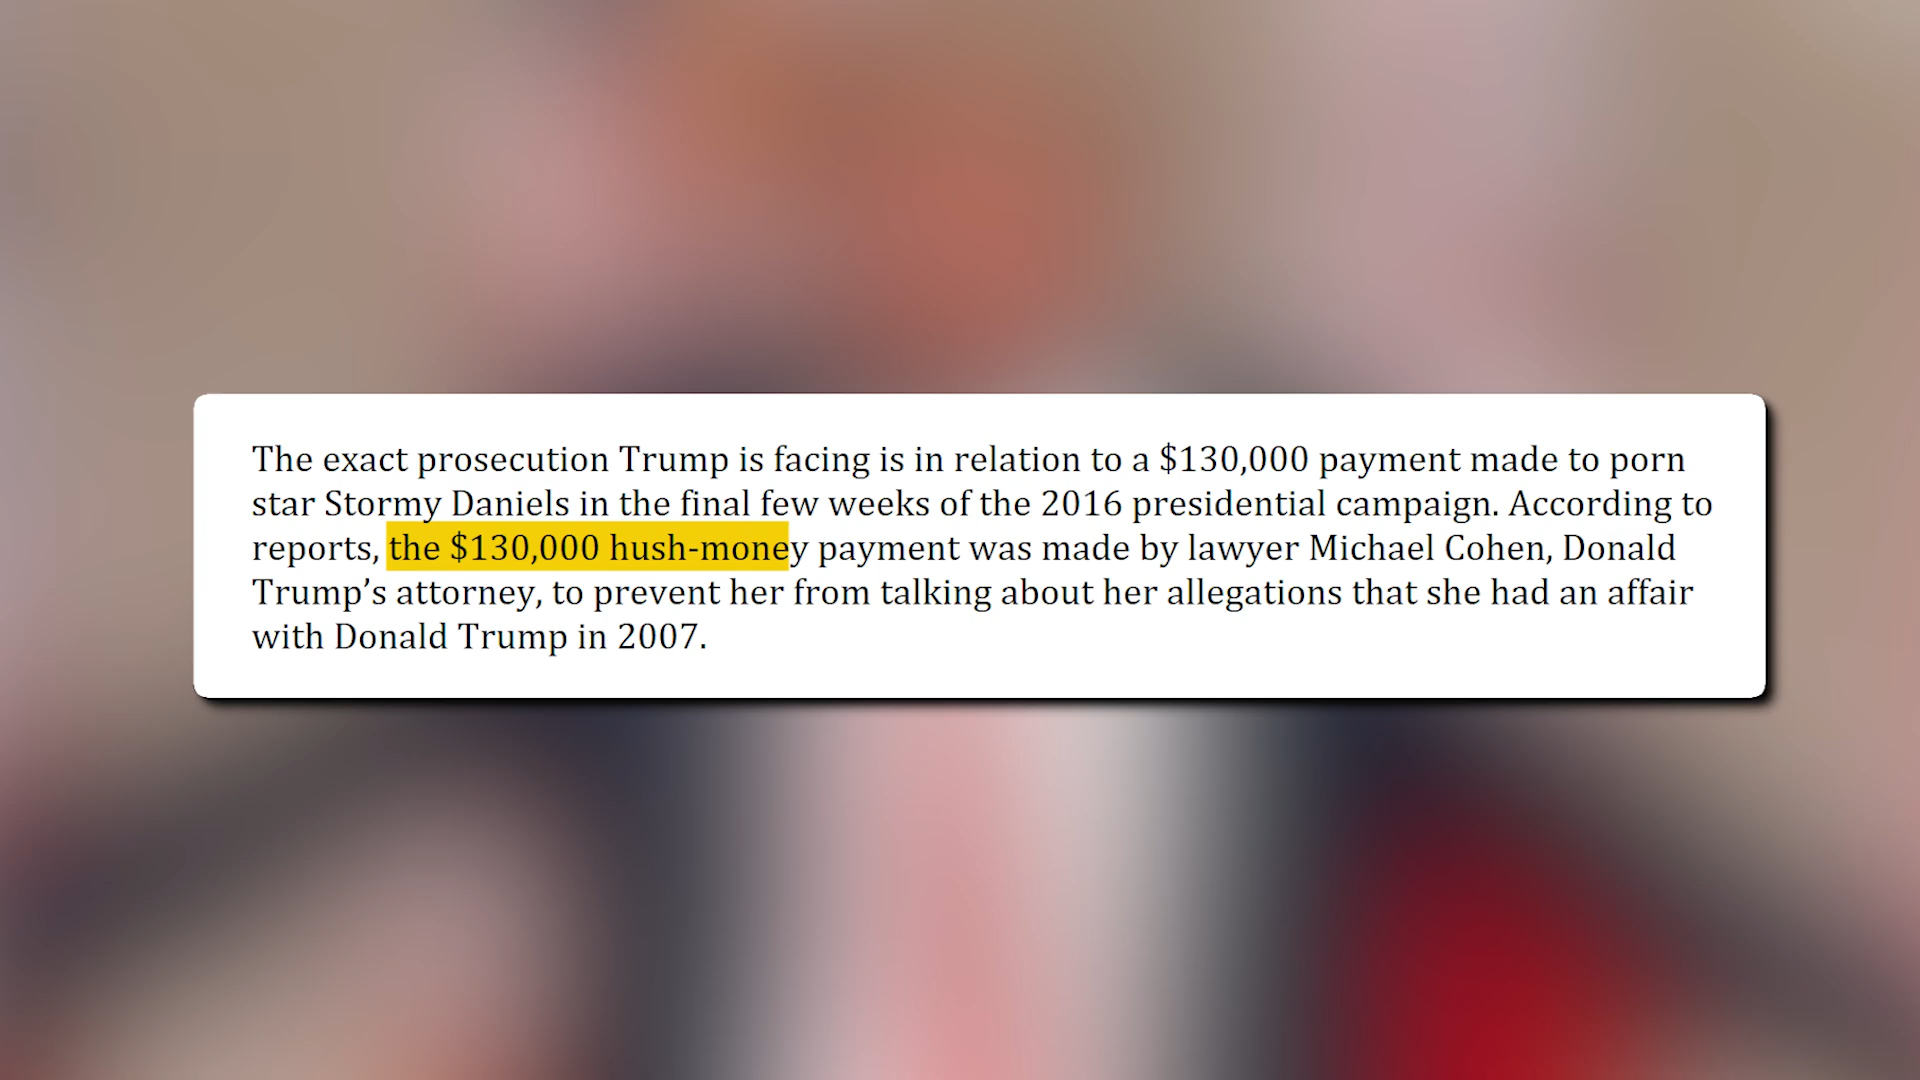 The exact prosecution Trump is facing is in relation to a $130,000 payment made to porn
star Stormy Daniels in the final few weeks of the 2016 presidential campaign. According to
reports, the $130,000 hush-money payment was made by lawyer Michael Cohen, Donald
Trump’s attorney, to prevent her from talking about her allegations that she had an affair
with Donald Trump in 2007.